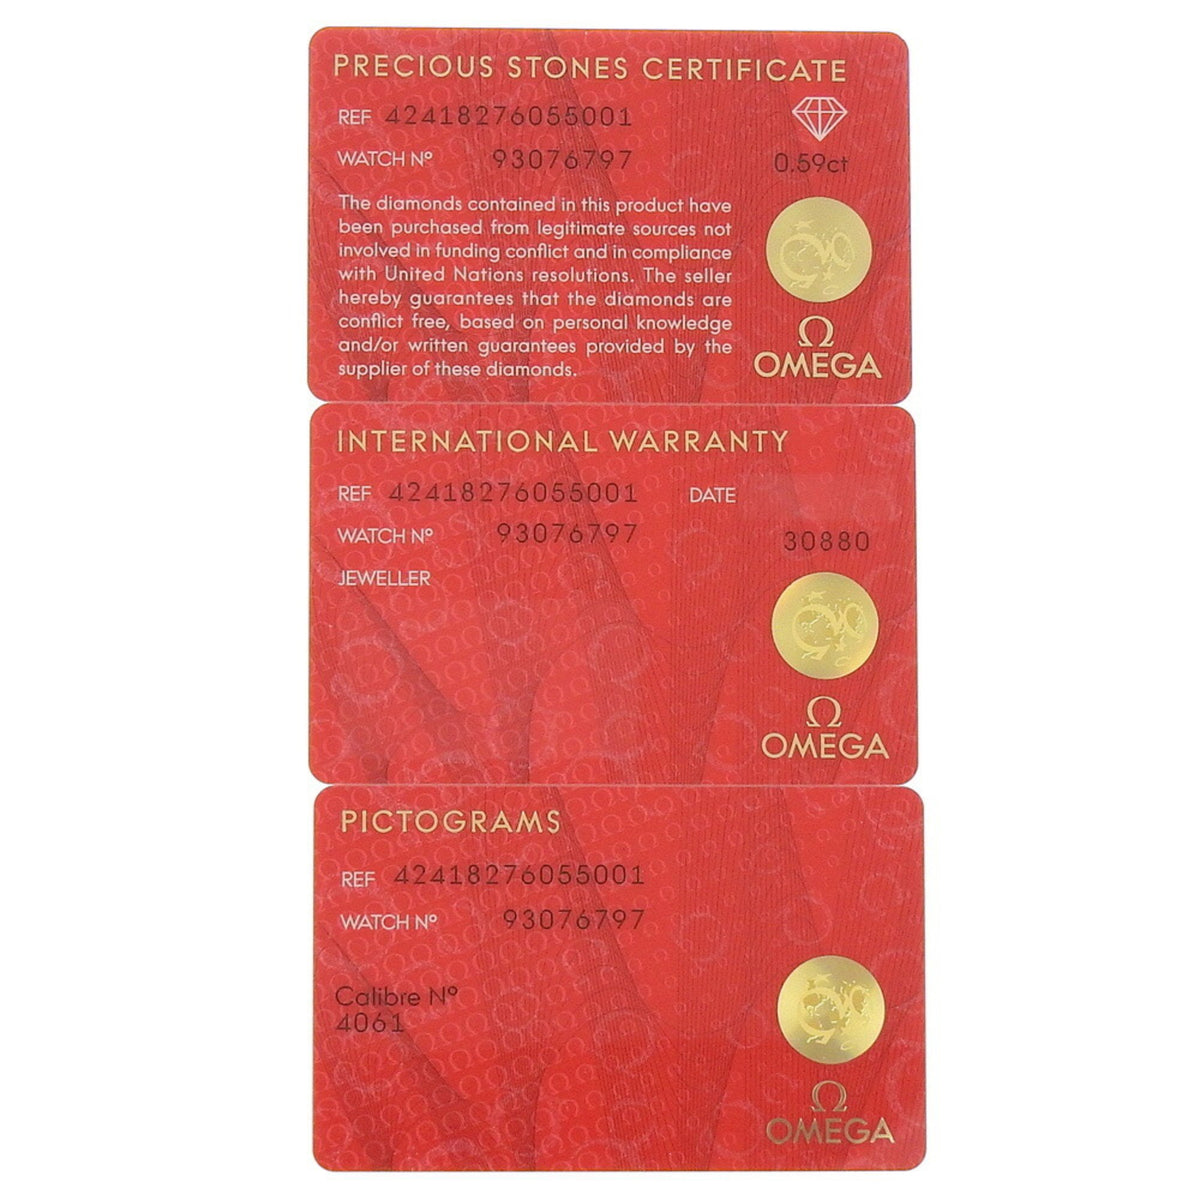 PRECIOUS STONES CERTIFICATE
REF 42418276055001
WATCH Nº 93076797
0.59ct
The diamonds contained in this product have
been purchased from legitimate sources not
involved in funding conflict and in compliance
with United Nations resolutions. The seller
hereby guarantees that the diamonds are
conflict free, based on personal knowledge
and/or written guarantees provided by the
supplier of these diamonds.
Ω
OMEGA
INTERNATIONAL WARRANTY
REF 42418276055001 DATE
WATCH Nº 93076797
30880
JEWELLER
Ω
OMEGA
PICTOGRAMS
REF 42418276055001
WATCH Nº 93076797
Calibre Nº
4061
Ω
OMEGA